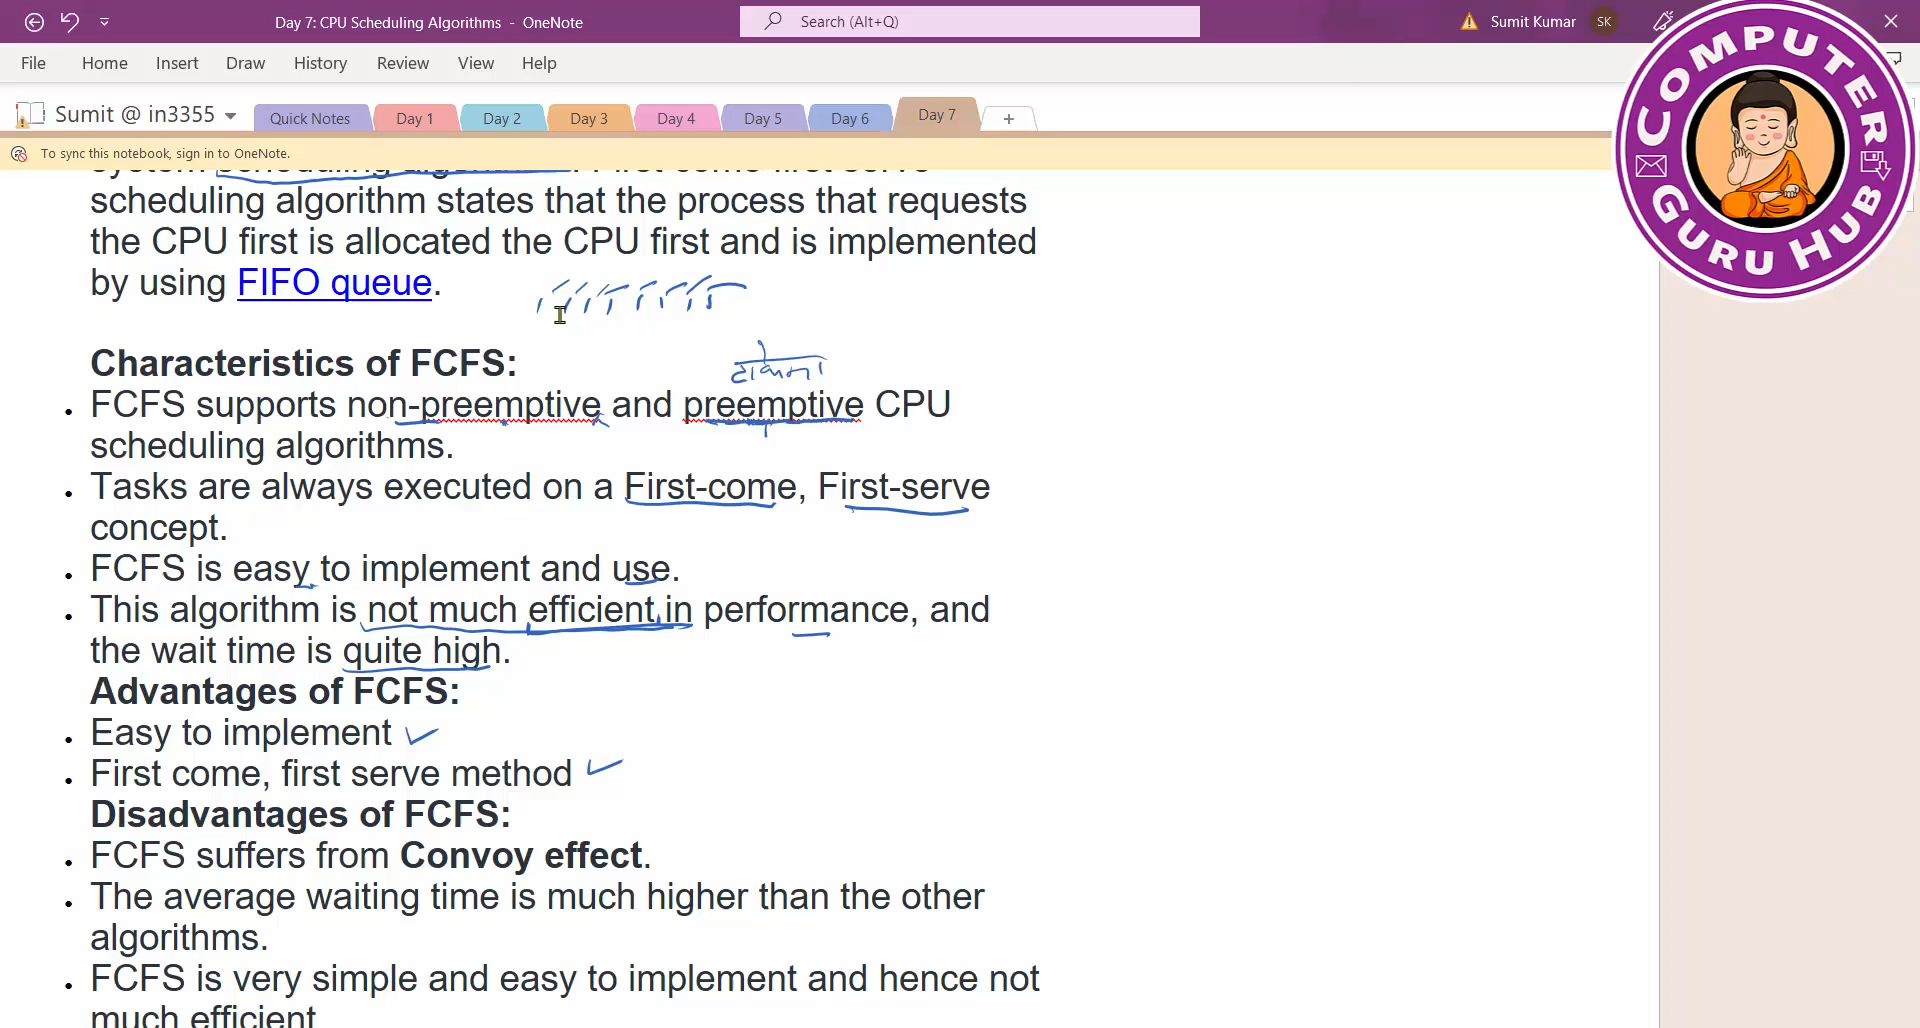 Day 7: CPU Scheduling Algorithms - OneNote
Search (Alt+Q)
Sumit Kumar
SK
File Home Insert Draw History Review View Help
Sumit @ in3355
Quick Notes Day 1 Day 2 Day 3 Day 4 Day 5 Day 6 Day 7 +
To sync this notebook, sign in to OneNote.
COMPUTER
GURU HUB
system scheduling algorithm. First come first serve
scheduling algorithm states that the process that requests
the CPU first is allocated the CPU first and is implemented
by using FIFO queue.
Characteristics of FCFS:
• FCFS supports non-preemptive and preemptive CPU
scheduling algorithms.
• Tasks are always executed on a First-come, First-serve
concept.
• FCFS is easy to implement and use.
• This algorithm is not much efficient in performance, and
the wait time is quite high.
Advantages of FCFS:
• Easy to implement
• First come, first serve method
Disadvantages of FCFS:
• FCFS suffers from Convoy effect.
• The average waiting time is much higher than the other
algorithms.
• FCFS is very simple and easy to implement and hence not
much efficient